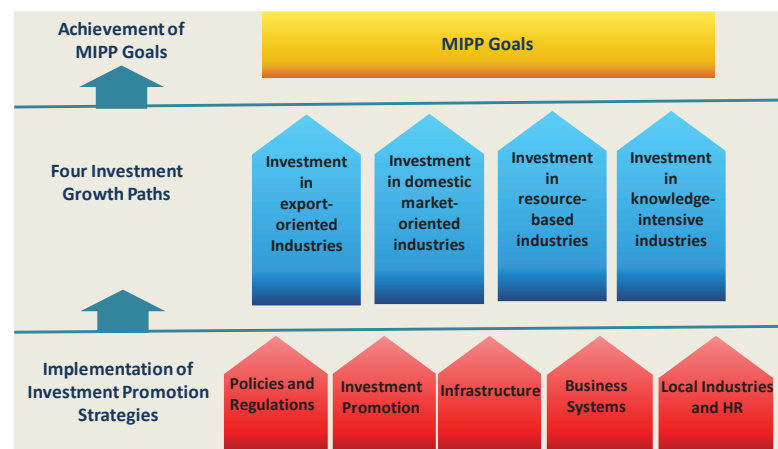 Achievement of
MIPP Goals
MIPP Goals
Four Investment
Growth Paths
Investment
in
export-
oriented
Industries
Investment
in domestic
market-
oriented
industries
Investment
in
resource-
based
industries
Investment
in
knowledge-
intensive
industries
Implementation of
Investment Promotion
Strategies
Policies and
Regulations
Investment
Promotion
Infrastructure
Business
Systems
Local Industries
and HR